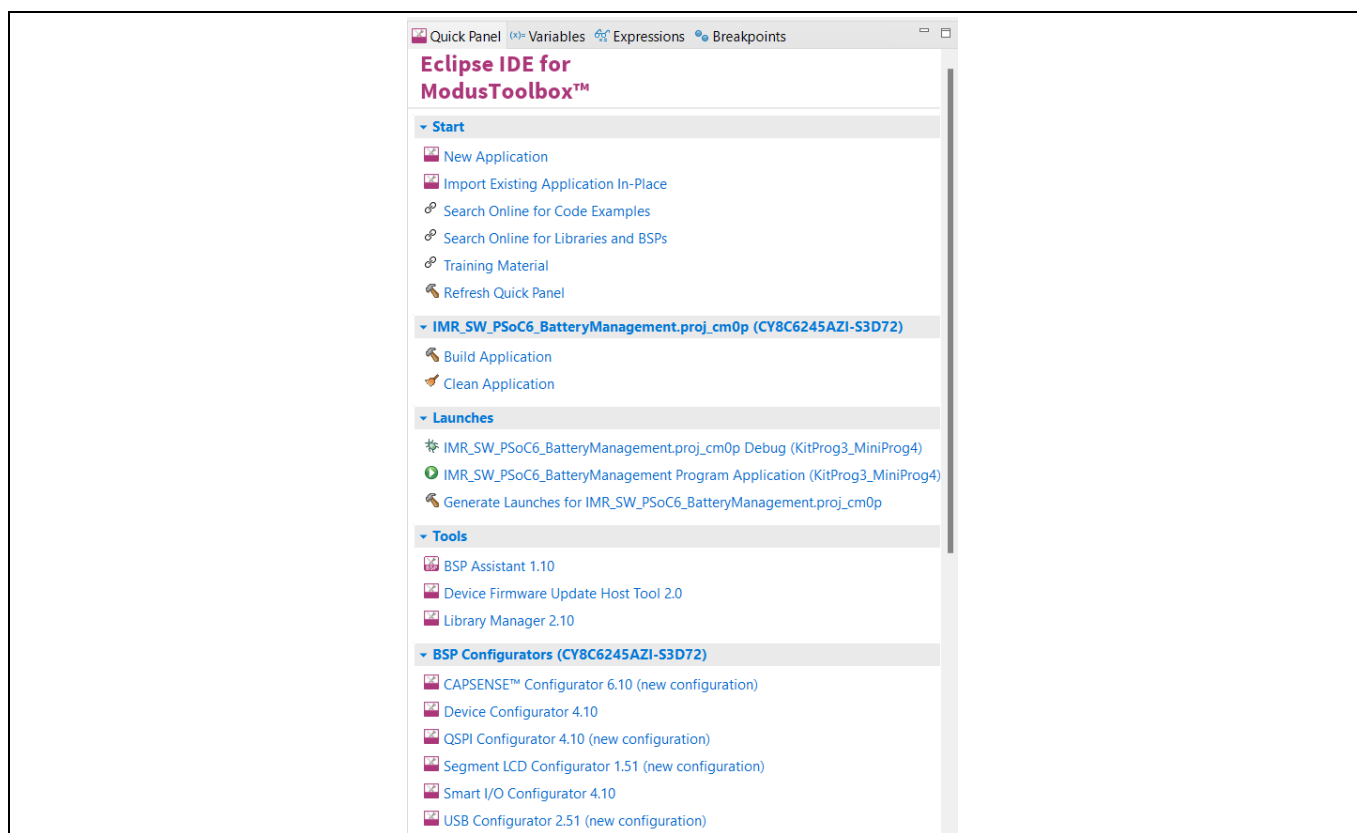 Quick Panel (x)= Variables Expressions Breakpoints
Eclipse IDE for
ModusToolbox™
Start
New Application
Import Existing Application In-Place
Search Online for Code Examples
Search Online for Libraries and BSPs
Training Material
Refresh Quick Panel
IMR_SW_PSoC6_BatteryManagement.proj_cm0p (CY8C6245AZI-S3D72)
Build Application
Clean Application
Launches
IMR_SW_PSoC6_BatteryManagement.proj_cm0p Debug (KitProg3_MiniProg4)
IMR_SW_PSoC6_BatteryManagement Program Application (KitProg3_MiniProg4)
Generate Launches for IMR_SW_PSoC6_BatteryManagement.proj_cm0p
Tools
BSP Assistant 1.10
Device Firmware Update Host Tool 2.0
Library Manager 2.10
BSP Configurators (CY8C6245AZI-S3D72)
CAPSENSE™ Configurator 6.10 (new configuration)
Device Configurator 4.10
QSPI Configurator 4.10 (new configuration)
Segment LCD Configurator 1.51 (new configuration)
Smart I/O Configurator 4.10
USB Configurator 2.51 (new configuration)